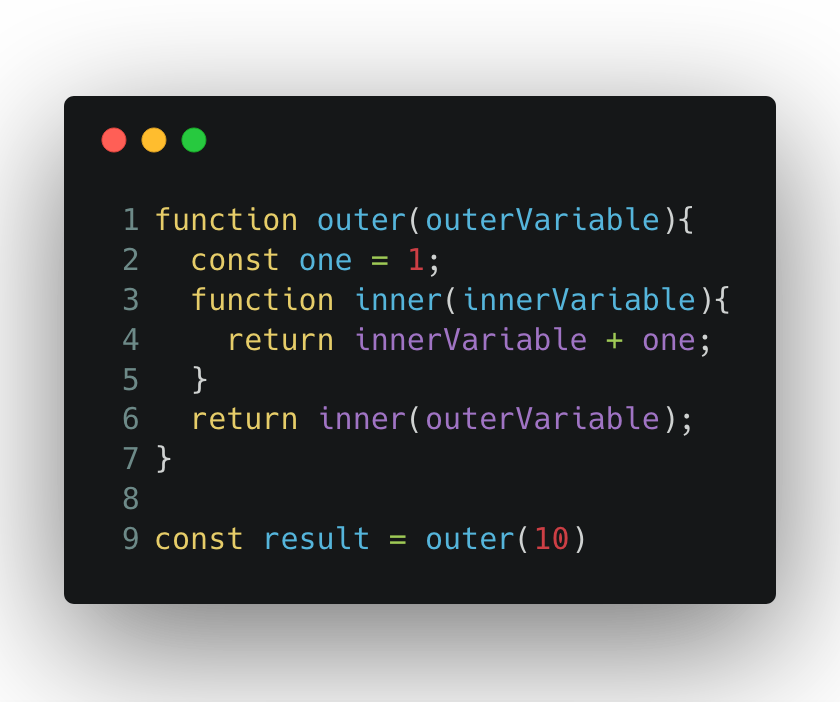 1 function outer(outerVariable){
2   const one = 1;
3   function inner(innerVariable){
4     return innerVariable + one;
5   }
6   return inner(outerVariable);
7 }
8
9 const result = outer(10)